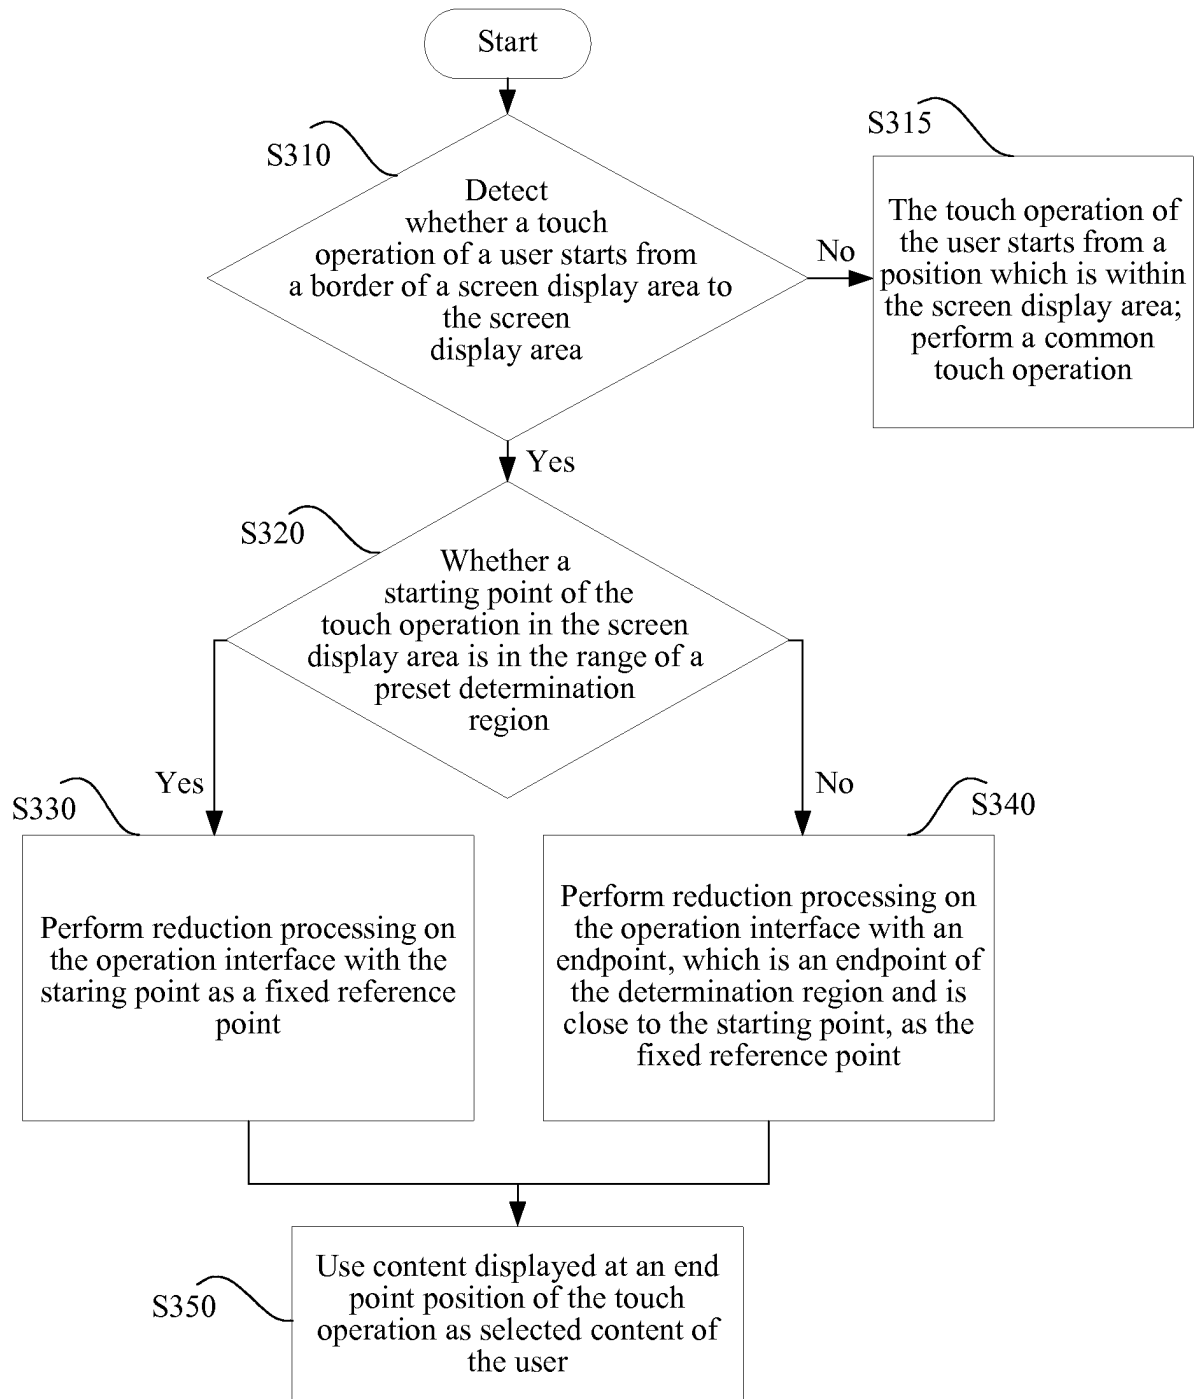 Start
S310
Detect
whether a touch
operation of a user starts from
a border of a screen display area to
the screen
display area
No
S315
The touch operation of
the user starts from a
position which is within
the screen display area;
perform a common
touch operation
Yes
S320
Whether a
starting point of the
touch operation in the screen
display area is in the range of a
preset determination
region
Yes
No
S330
Perform reduction processing on
the operation interface with the
staring point as a fixed reference
point
S340
Perform reduction processing on
the operation interface with an
endpoint, which is an endpoint of
the determination region and is
close to the starting point, as the
fixed reference point
S350
Use content displayed at an end
point position of the touch
operation as selected content of
the user